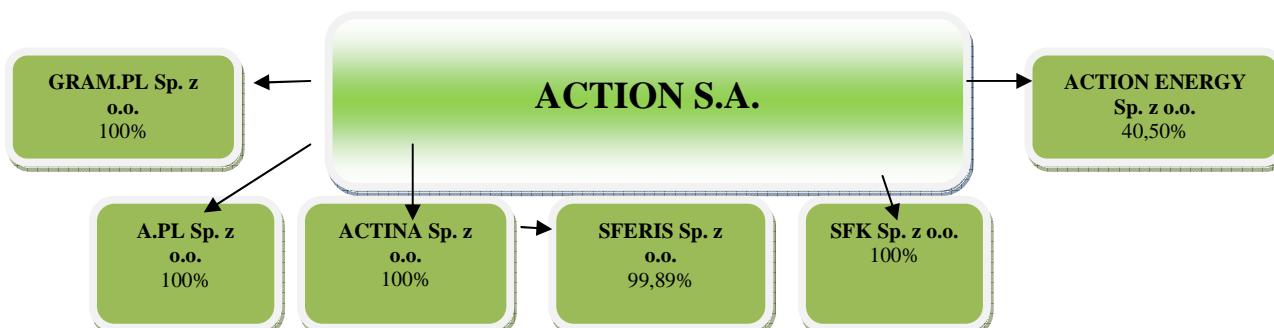 ACTION S.A.
GRAM.PL Sp. z
o.o.
100%
ACTION ENERGY
Sp. z o.o.
40,50%
A.PL Sp. z
o.o.
100%
ACTINA Sp. z
o.o.
100%
SFERIS Sp. z
o.o.
99,89%
SFK Sp. z o.o.
100%